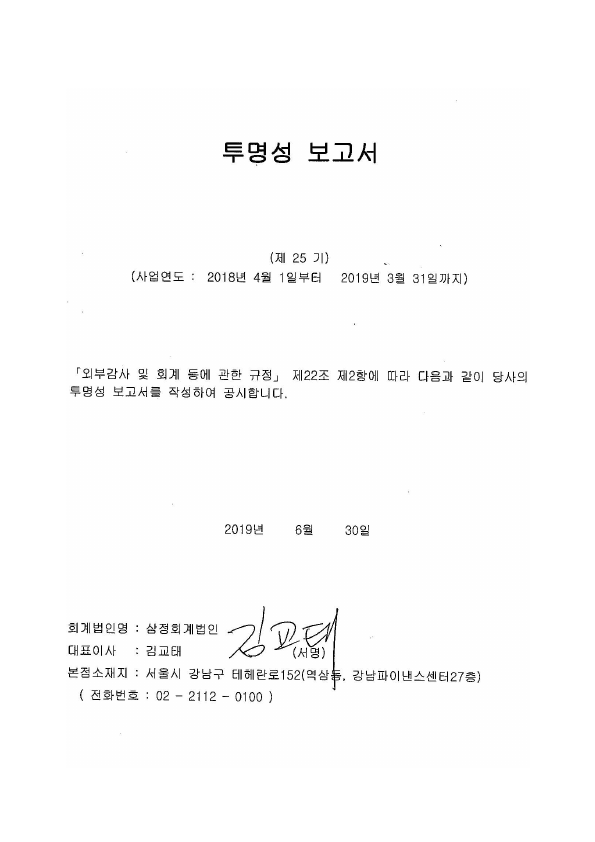 투명성 보고서
(제 25 기)
(사업연도 : 2018년 4월 1일부터 2019년 3월 31일까지)
「외부감사 및 회계 등에 관한 규정」 제22조 제2항에 따라 다음과 같이 당사의
투명성 보고서를 작성하여 공시합니다.
2019년 6월 30일
회계법인명 : 삼정회계법인
대표이사 : 김교태 김교태 (서명)
본점소재지 : 서울시 강남구 테헤란로152(역삼동, 강남파이낸스센터27층)
( 전화번호 : 02 - 2112 - 0100 )